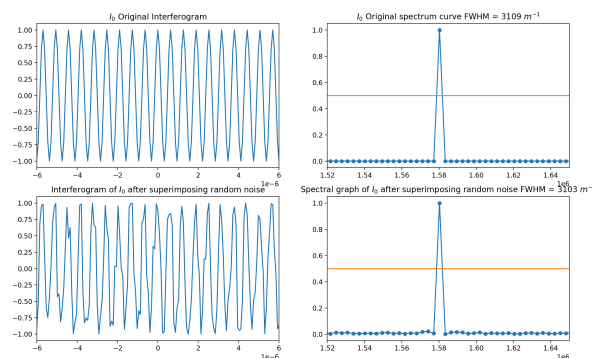 I₀ Original Interferogram
1.00
0.75
0.50
0.25
0.00
−0.25
−0.50
−0.75
−1.00
−6 −4 −2 0 2 4 6
1e−6
I₀ Original spectrum curve FWHM = 3109 m⁻¹
1.0
0.8
0.6
0.4
0.2
0.0
1.52 1.54 1.56 1.58 1.60 1.62 1.64
1e6
Interferogram of I₀ after superimposing random noise
1.00
0.75
0.50
0.25
0.00
−0.25
−0.50
−0.75
−1.00
−6 −4 −2 0 2 4 6
1e−6
Spectral graph of I₀ after superimposing random noise FWHM = 3103 m⁻
1.0
0.8
0.6
0.4
0.2
0.0
1.52 1.54 1.56 1.58 1.60 1.62 1.64